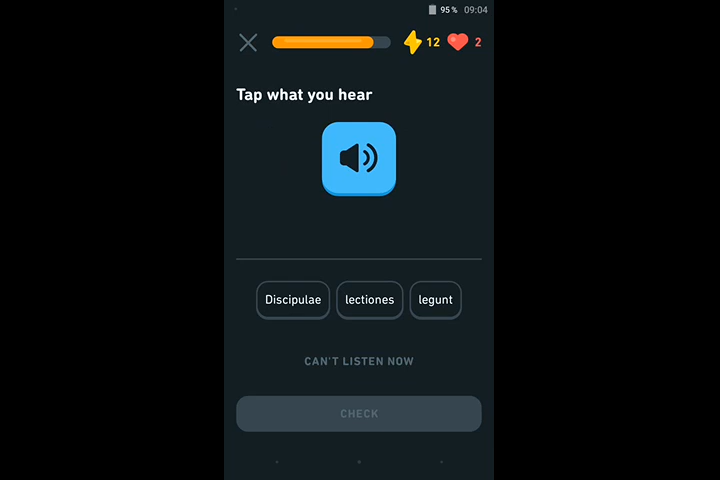 95 % 09:04
12 2
Tap what you hear
Discipulae lectiones legunt
CAN'T LISTEN NOW
CHECK